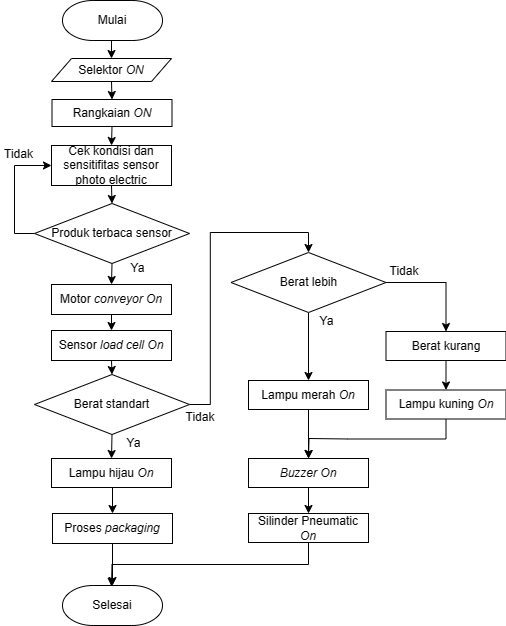 Mulai
Selektor ON
Rangkaian ON
Tidak
Cek kondisi dan
sensitifitas sensor
photo electric
Produk terbaca sensor
Ya
Motor conveyor On
Sensor load cell On
Berat standart
Tidak
Ya
Lampu hijau On
Proses packaging
Berat lebih
Tidak
Ya
Berat kurang
Lampu merah On
Lampu kuning On
Buzzer On
Silinder Pneumatic
On
Selesai